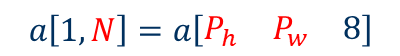 a[1, N] = a[P_h P_w 8]